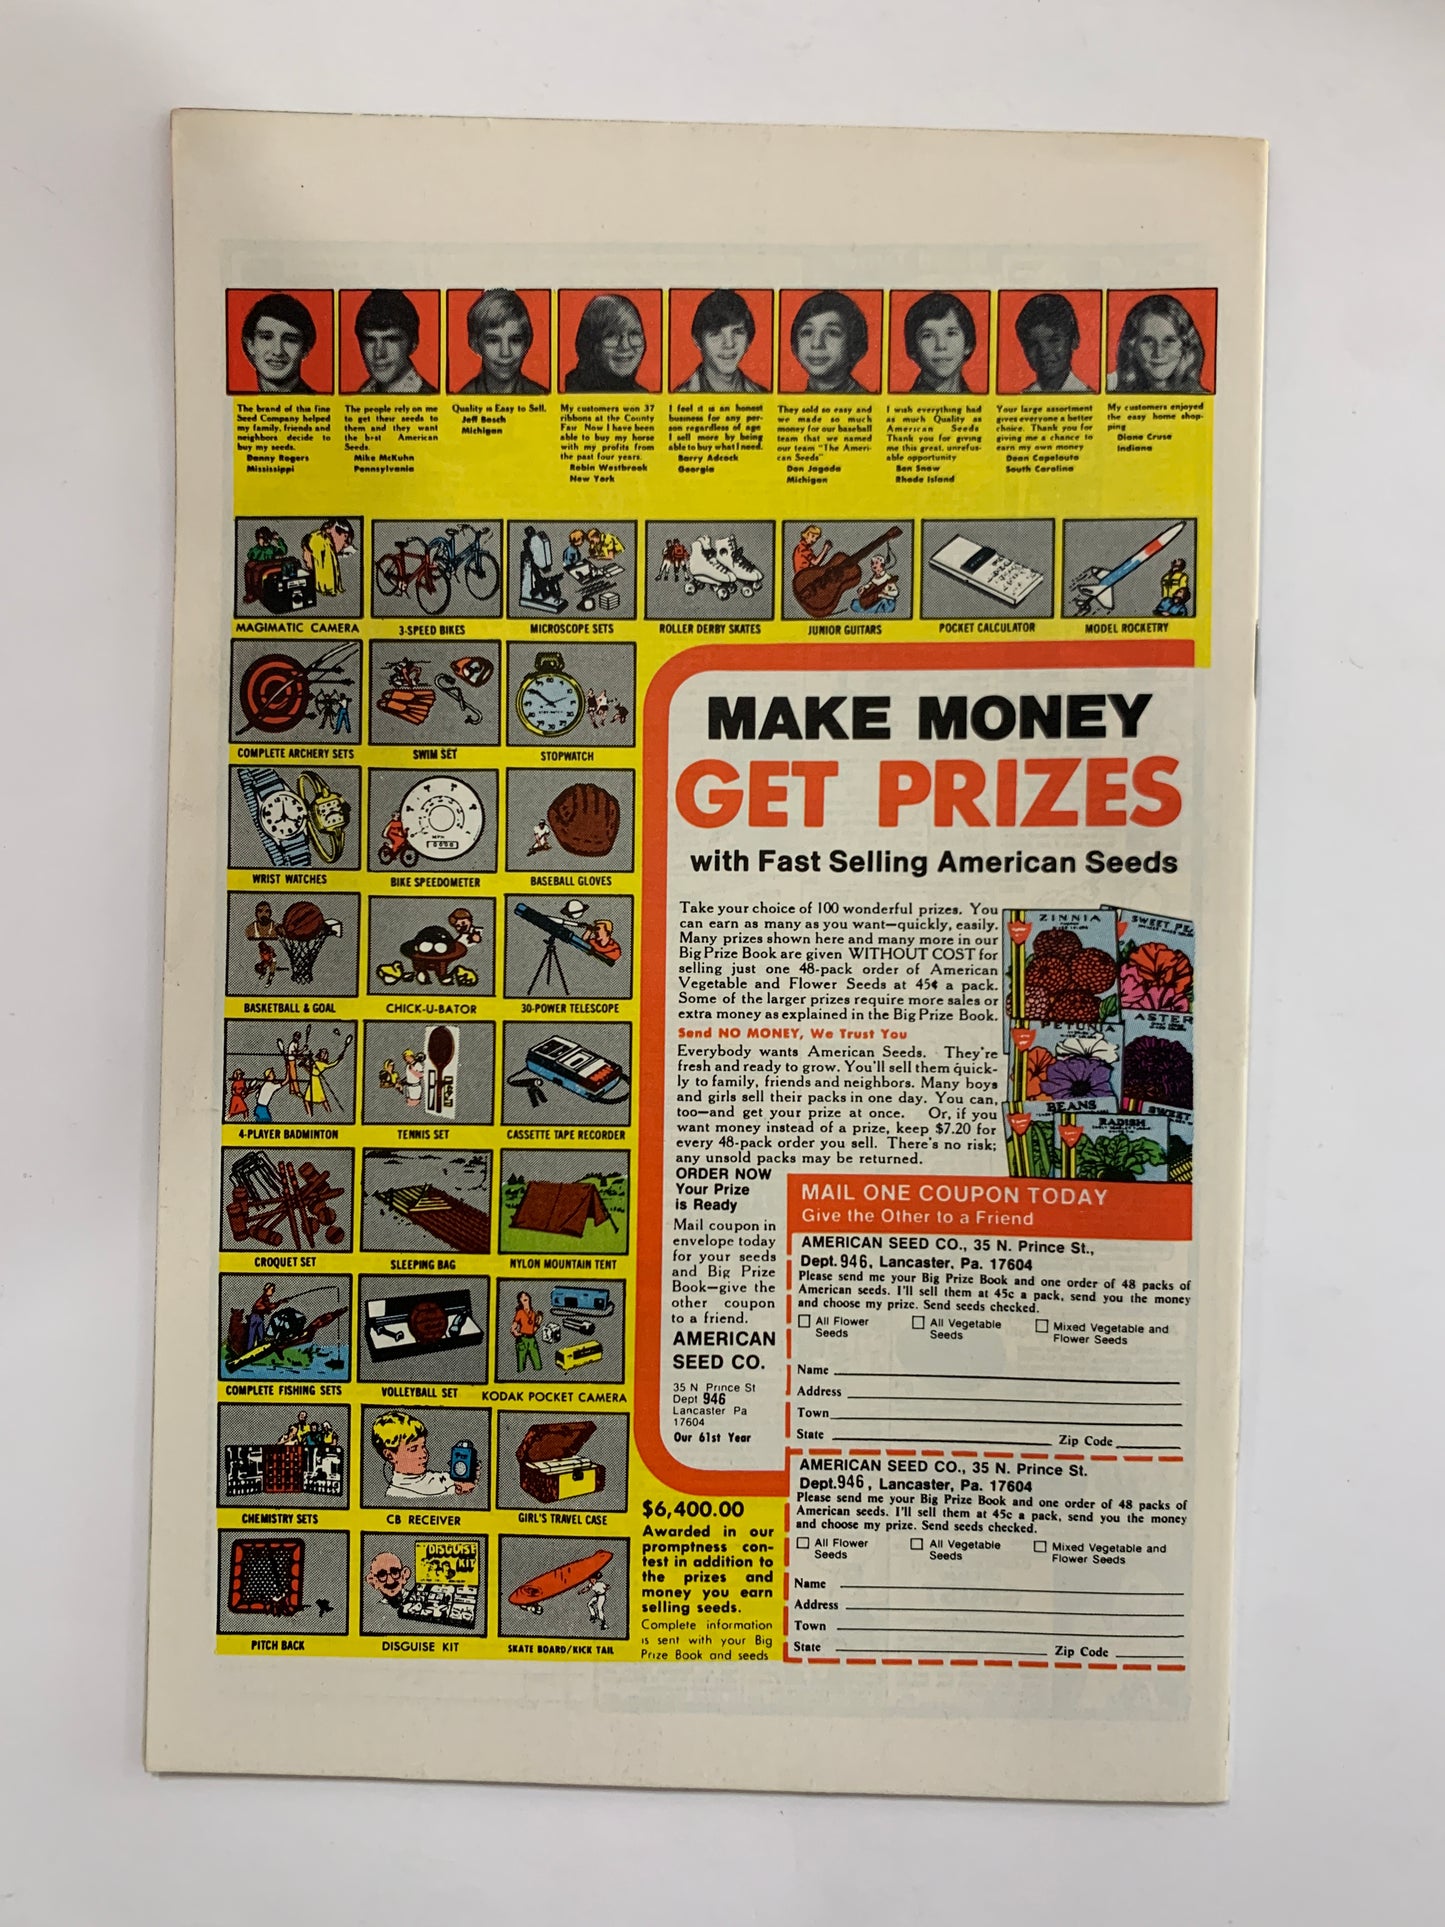 The brand of this fine
Seed Company helped
my family, friends and
neighbors decide to
buy my seeds.
Danny Rogers
Mississippi
The people rely on me
to get their seeds to
them and they want
the best American
Seeds.
Mike McKuhn
Pennsylvania
Quality is Easy to Sell.
Jeff Bosch
Michigan
My customers won 37
ribbons at the County
Fair Now I have been
able to buy my horse
with my profits from
the past four years.
Robin Westbrook
New York
I feel it is an honest
business for any per-
son regardless of age
I sell more by being
able to buy what I need.
Barry Adcock
Georgia
They sold so easy and
we made so much
money for our baseball
team that we named
our team "The Ameri-
can Seeds"
Don Jagoda
Michigan
I wish everything had
as much Quality as
American Seeds
Thank you for giving
me this great, unrefus-
able opportunity
Ben Snow
Rhode Island
Your large assortment
gives everyone a better
choice. Thank you for
giving me a chance to
earn my own money
Dean Capelouto
South Carolina
My customers enjoyed
the easy home shop-
ping
Diana Cruse
Indiana
MAGIMATIC CAMERA
3-SPEED BIKES
MICROSCOPE SETS
ROLLER DERBY SKATES
JUNIOR GUITARS
POCKET CALCULATOR
MODEL ROCKETRY
COMPLETE ARCHERY SETS
SWIM SET
STOPWATCH
WRIST WATCHES
BIKE SPEEDOMETER
BASEBALL GLOVES
BASKETBALL & GOAL
CHICK-U-BATOR
30-POWER TELESCOPE
4-PLAYER BADMINTON
TENNIS SET
CASSETTE TAPE RECORDER
CROQUET SET
SLEEPING BAG
NYLON MOUNTAIN TENT
COMPLETE FISHING SETS
VOLLEYBALL SET
KODAK POCKET CAMERA
CHEMISTRY SETS
CB RECEIVER
GIRL'S TRAVEL CASE
PITCH BACK
DISGUISE KIT
DISGUISE KIT
SKATE BOARD/KICK TAIL
MAKE MONEY
GET PRIZES
with Fast Selling American Seeds
Take your choice of 100 wonderful prizes. You
can earn as many as you want—quickly, easily.
Many prizes shown here and many more in our
Big Prize Book are given WITHOUT COST for
selling just one 48-pack order of American
Vegetable and Flower Seeds at 45¢ a pack.
Some of the larger prizes require more sales or
extra money as explained in the Big Prize Book.
Send NO MONEY, We Trust You
Everybody wants American Seeds. They're
fresh and ready to grow. You'll sell them quick-
ly to family, friends and neighbors. Many boys
and girls sell their packs in one day. You can,
too—and get your prize at once. Or, if you
want money instead of a prize, keep $7.20 for
every 48-pack order you sell. There's no risk;
any unsold packs may be returned.
ZINNIA
SWEET PE
PETUNIA
ASTER
BEANS
RADISH
SWEET
ORDER NOW
Your Prize
is Ready
Mail coupon in
envelope today
for your seeds
and Big Prize
Book—give the
other coupon
to a friend.
AMERICAN
SEED CO.
35 N Prince St
Dept 946
Lancaster Pa
17604
Our 61st Year
MAIL ONE COUPON TODAY
Give the Other to a Friend
AMERICAN SEED CO., 35 N. Prince St.,
Dept. 946, Lancaster, Pa. 17604
Please send me your Big Prize Book and one order of 48 packs of
American seeds. I'll sell them at 45c a pack, send you the money
and choose my prize. Send seeds checked.
All Flower Seeds All Vegetable Seeds Mixed Vegetable and Flower Seeds
Name
Address
Town
State Zip Code
AMERICAN SEED CO., 35 N. Prince St.
Dept. 946, Lancaster, Pa. 17604
Please send me your Big Prize Book and one order of 48 packs of
American seeds. I'll sell them at 45c a pack, send you the money
and choose my prize. Send seeds checked.
All Flower Seeds All Vegetable Seeds Mixed Vegetable and Flower Seeds
Name
Address
Town
State Zip Code
$6,400.00
Awarded in our
promptness con-
test in addition to
the prizes and
money you earn
selling seeds.
Complete information
is sent with your Big
Prize Book and seeds